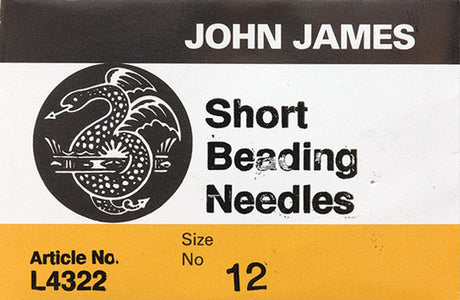 JOHN JAMES
Short
Beading
Needles
Article No.
L4322
Size
No 12